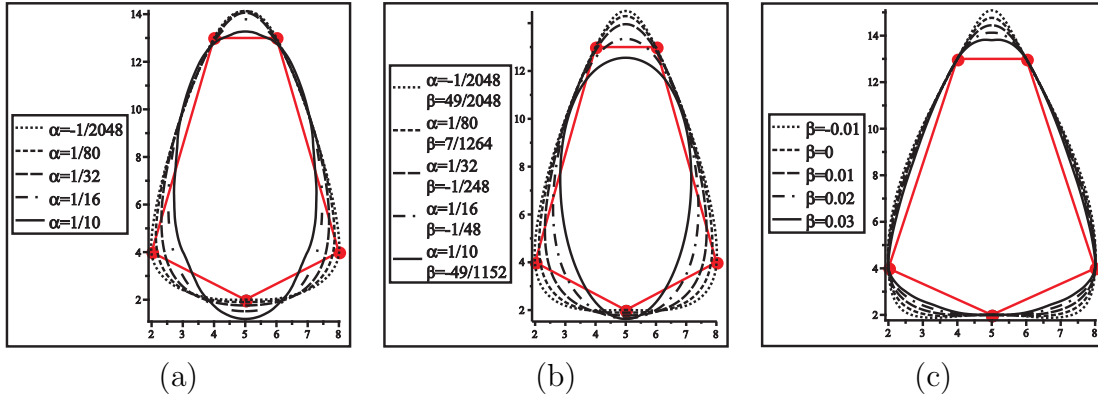 14
12
10
8
6
4
2
2 3 4 5 6 7 8
α=-1/2048
α=1/80
α=1/32
α=1/16
α=1/10
(a)
14
12
10
8
6
4
2
2 3 4 5 6 7 8
α=-1/2048
β=49/2048
α=1/80
β=7/1264
α=1/32
β=-1/248
α=1/16
β=-1/48
α=1/10
β=-49/1152
(b)
14
12
10
8
6
4
2
2 3 4 5 6 7 8
β=-0.01
β=0
β=0.01
β=0.02
β=0.03
(c)